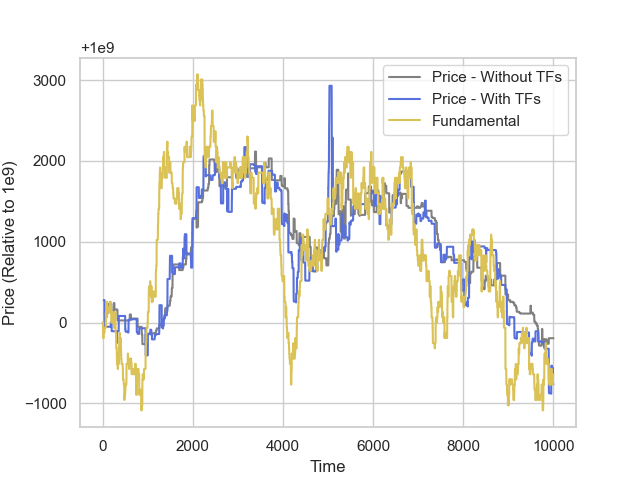 +1e9
Price - Without TFs
Price - With TFs
Fundamental
3000
2000
1000
0
−1000
Price (Relative to 1e9)
0
2000
4000
6000
8000
10000
Time